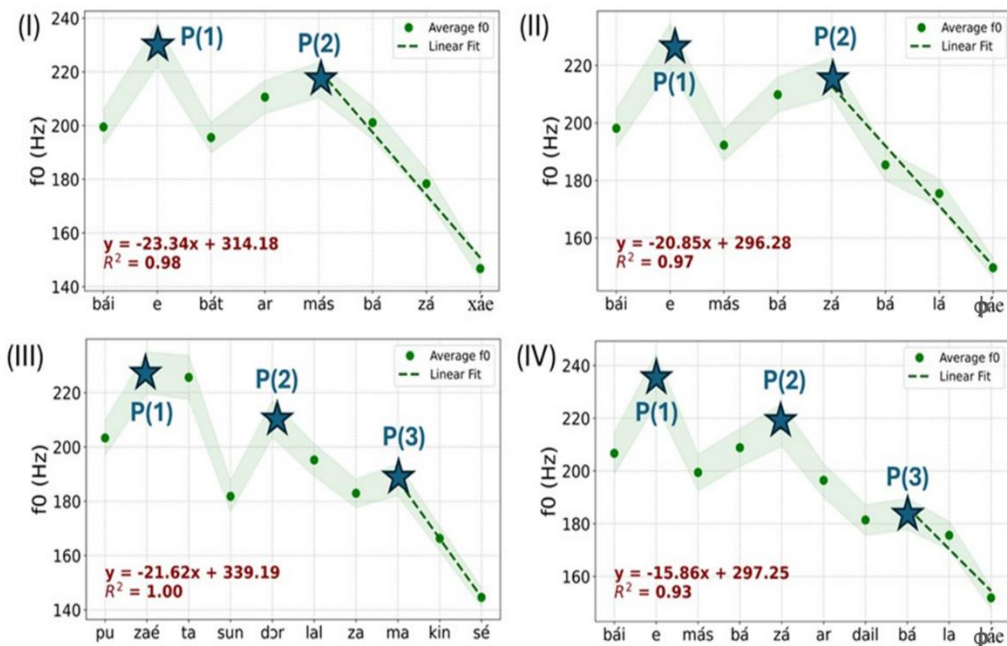 (I)
240
220
200
180
160
140
f0 (Hz)
P(1)
P(2)
Average f0
Linear Fit
y = -23.34x + 314.18
R² = 0.98
bái e bát ar más bá zá xáe
(II)
220
200
180
160
f0 (Hz)
P(1)
P(2)
Average f0
Linear Fit
y = -20.85x + 296.28
R² = 0.97
bái e más bá zá bá lá ɸáe
(III)
220
200
180
160
140
f0 (Hz)
P(1)
P(2)
P(3)
Average f0
Linear Fit
y = -21.62x + 339.19
R² = 1.00
pu zaé ta sun dɔr lal za ma kin sé
(IV)
240
220
200
180
160
f0 (Hz)
P(1)
P(2)
P(3)
Average f0
Linear Fit
y = -15.86x + 297.25
R² = 0.93
bái e más bá zá ar dail bá la ɸáe